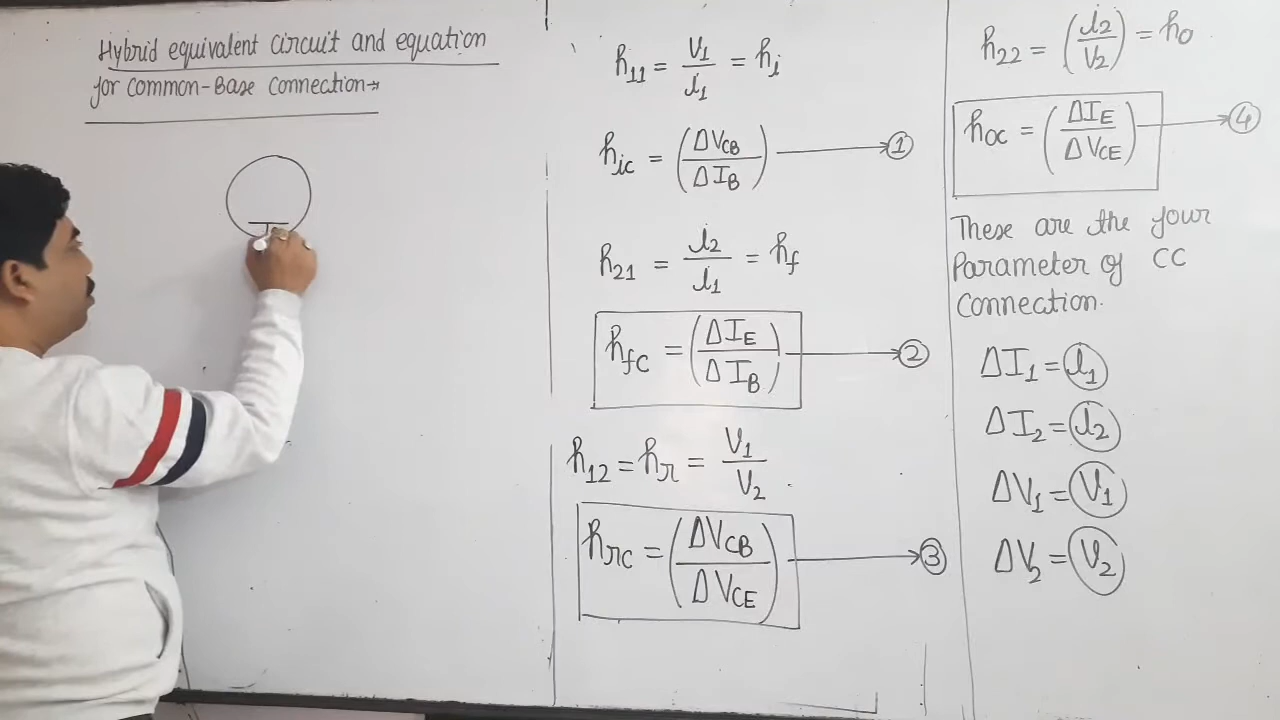 Hybrid equivalent circuit and equation
for Common-Base Connection→
h11 = V1/i1 = hi
hic = (ΔVCB/ΔIB) → ①
h21 = i2/i1 = hf
hfc = (ΔIE/ΔIB) → ②
h12 = hr = V1/V2
hrc = (ΔVCB/ΔVCE) → ③
h22 = (i2/V2) = ho
hoc = (ΔIE/ΔVCE) → ④
These are the four
Parameter of CC
Connection.
ΔI1 = i1
ΔI2 = i2
ΔV1 = V1
ΔV2 = V2